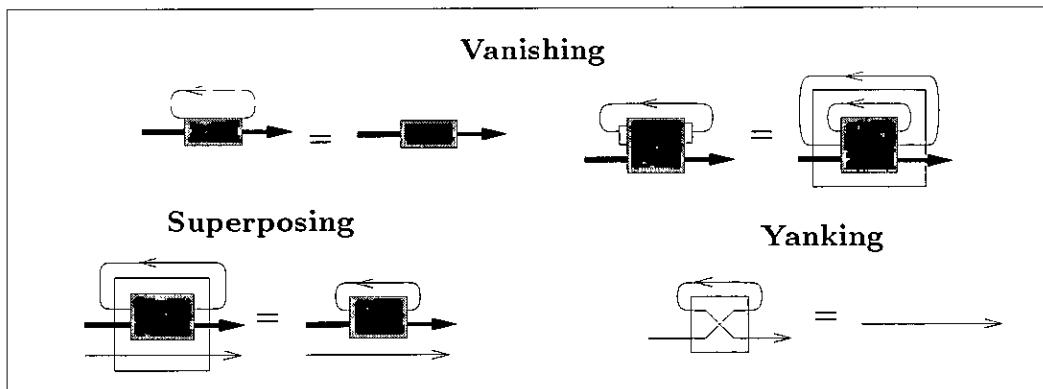 Vanishing
=
=
Superposing
Yanking
=
=